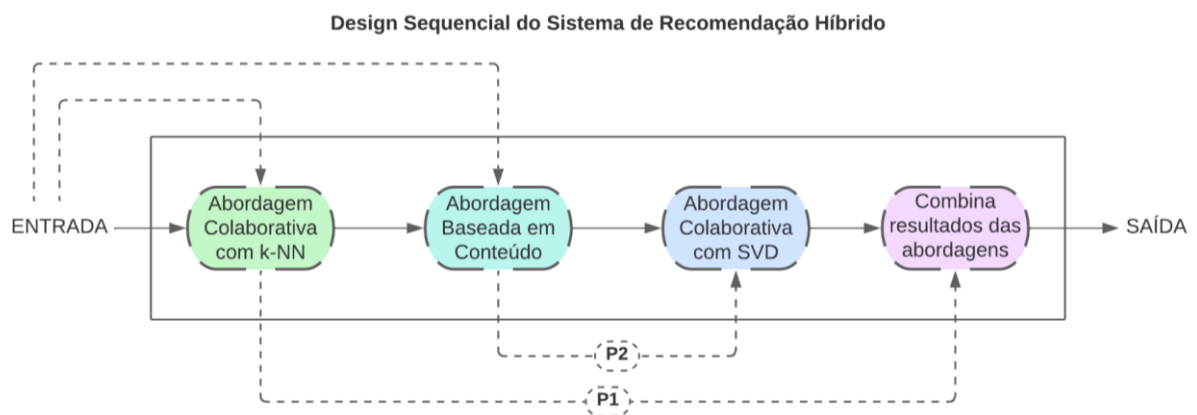 Design Sequencial do Sistema de Recomendação Híbrido
ENTRADA
Abordagem
Colaborativa
com k-NN
Abordagem
Baseada em
Conteúdo
Abordagem
Colaborativa
com SVD
Combina
resultados das
abordagens
SAÍDA
P2
P1